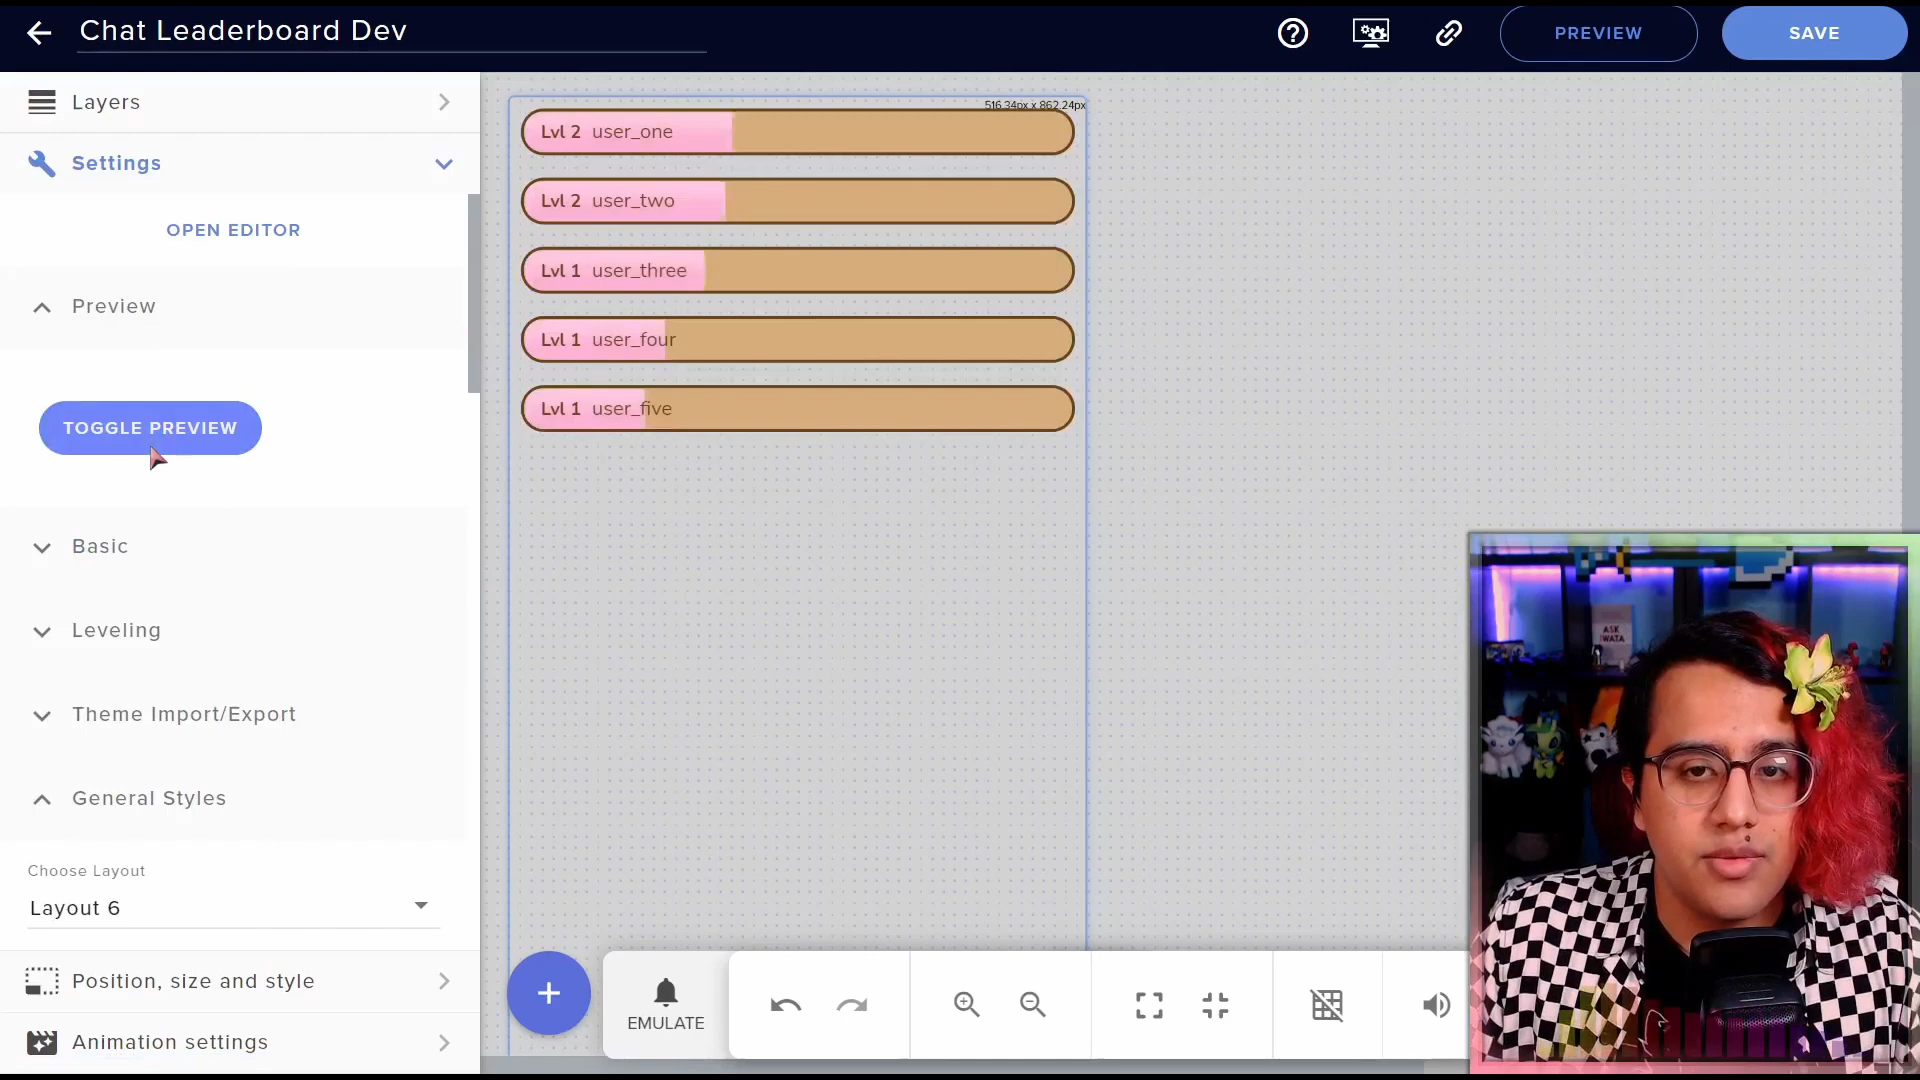 Chat Leaderboard Dev
PREVIEW
SAVE
Layers
Settings
OPEN EDITOR
Preview
TOGGLE PREVIEW
Basic
Leveling
Theme Import/Export
General Styles
Choose Layout
Layout 6
Position, size and style
Animation settings
516.34px x 862.24px
Lvl 2 user_one
Lvl 2 user_two
Lvl 1 user_three
Lvl 1 user_four
Lvl 1 user_five
EMULATE
ASK
IWATA